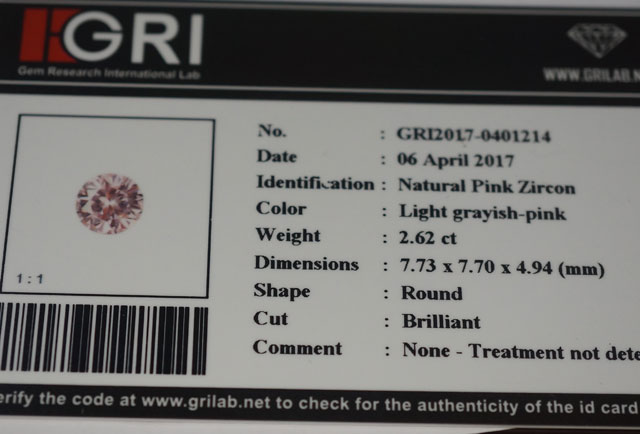 GRI
Gem Research International Lab
WWW.GRILAB.N
No. : GRI2017-0401214
Date : 06 April 2017
Identification : Natural Pink Zircon
Color : Light grayish-pink
Weight : 2.62 ct
Dimensions : 7.73 x 7.70 x 4.94 (mm)
Shape : Round
Cut : Brilliant
Comment : None - Treatment not dete
1 : 1
erify the code at www.grilab.net to check for the authenticity of the id card